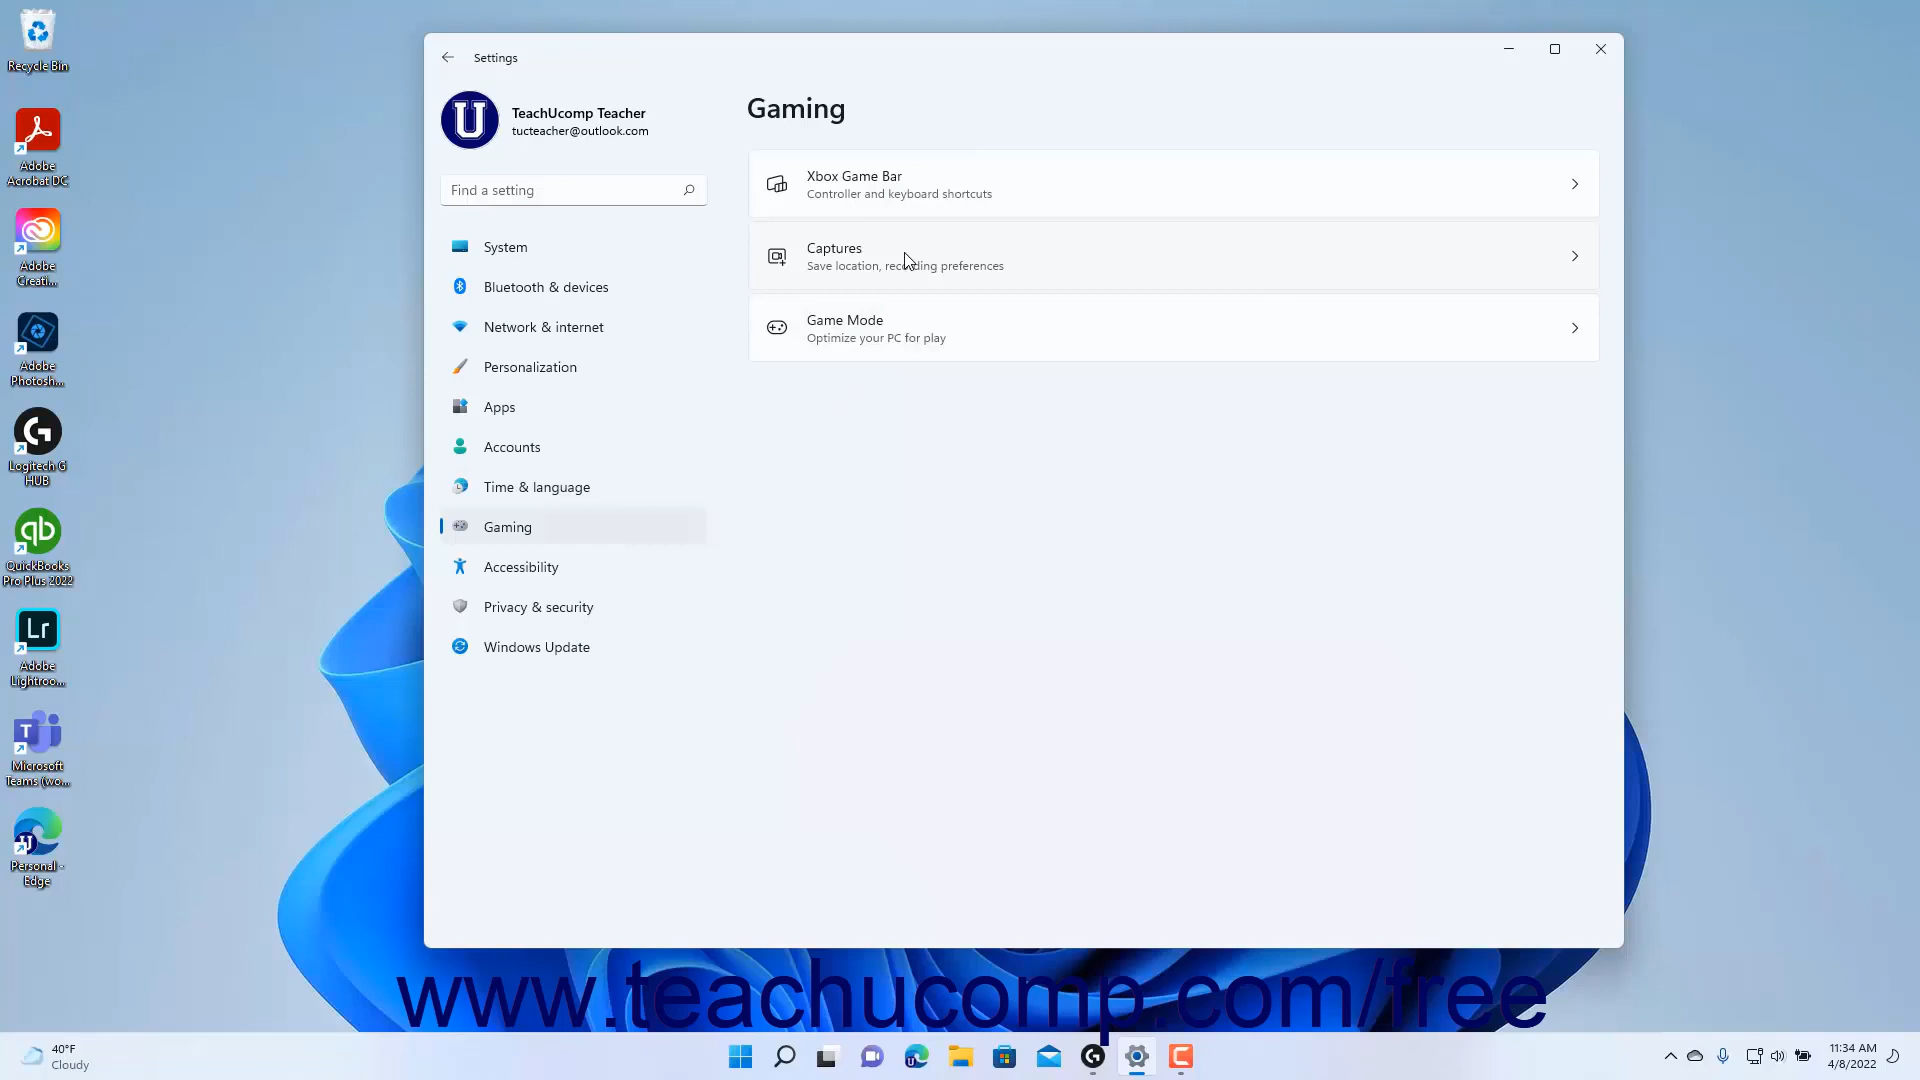 Recycle Bin
Adobe
Acrobat DC
Adobe
Creati...
Adobe
Photosh...
Logitech G
HUB
QuickBooks
Pro Plus 2022
Adobe
Lightroo...
Microsoft
Teams (wo...
Personal -
Edge
Settings
TeachUcomp Teacher
tucteacher@outlook.com
Find a setting
System
Bluetooth & devices
Network & internet
Personalization
Apps
Accounts
Time & language
Gaming
Accessibility
Privacy & security
Windows Update
Gaming
Xbox Game Bar
Controller and keyboard shortcuts
Captures
Save location, recording preferences
Game Mode
Optimize your PC for play
www.teachucomp.com/free
40°F
Cloudy
11:34 AM
4/8/2022